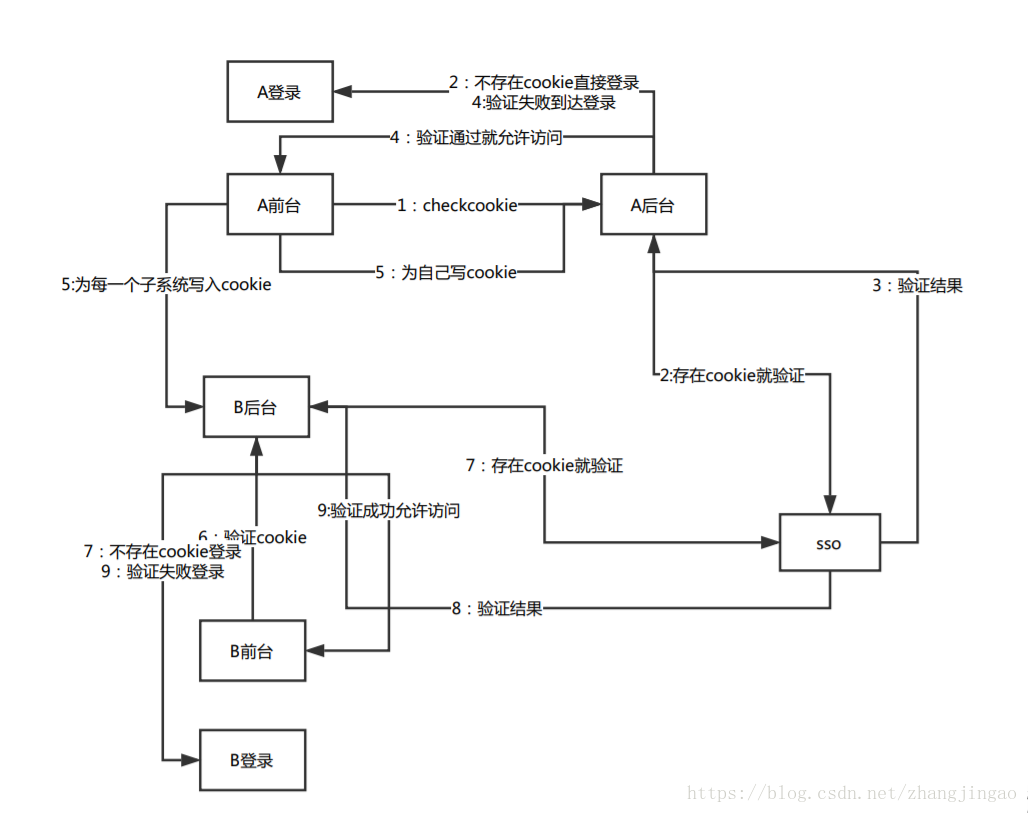 A登录
2：不存在cookie直接登录
4:验证失败到达登录
4：验证通过就允许访问
A前台
1：checkcookie
A后台
5：为自己写cookie
5:为每一个子系统写入cookie
3：验证结果
2:存在cookie就验证
B后台
7：存在cookie就验证
9:验证成功允许访问
6：验证cookie
7：不存在cookie登录
9：验证失败登录
sso
8：验证结果
B前台
B登录
https://blog.csdn.net/zhangjingao